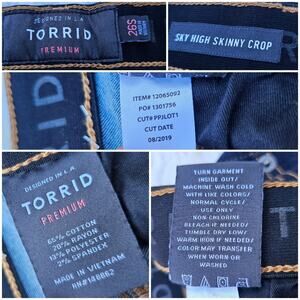 DESIGNED IN L.A.
TORRID
PREMIUM
26S
SKY HIGH SKINNY CROP
ITEM# 12065092
PO# 1301756
CUT# PPJLOT1
CUT DATE
08/2019
DESIGNED IN L.A.
TORRID
PREMIUM
65% COTTON
20% RAYON
13% POLYESTER
2% SPANDEX
MADE IN VIETNAM
RN# 140862
TURN GARMENT
INSIDE OUT/
MACHINE WASH COLD
WITH LIKE COLORS/
NORMAL CYCLE/
USE ONLY
NON-CHLORINE
BLEACH IF NEEDED/
TUMBLE DRY LOW/
WARM IRON IF NEEDED/
COLOR MAY TRANSFER
WHEN WORN OR
WASHED